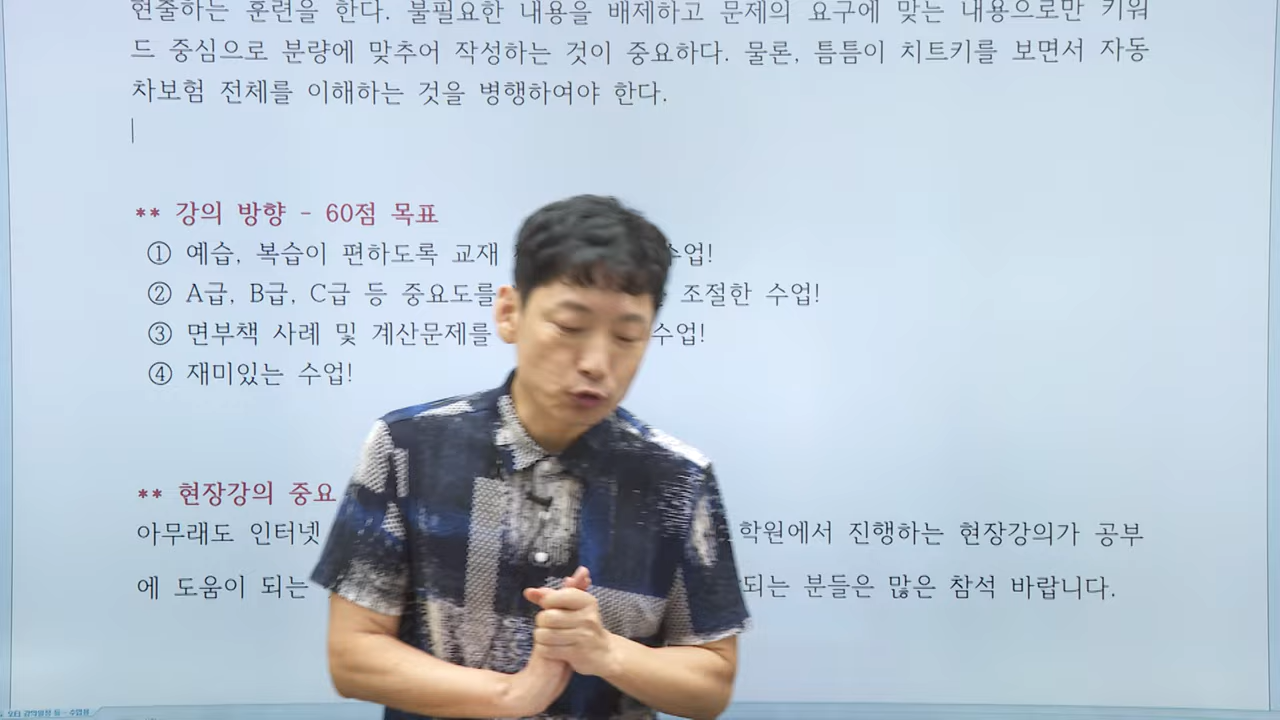 현출하는 훈련을 한다. 불필요한 내용을 배제하고 문제의 요구에 맞는 내용으로만 키워
드 중심으로 분량에 맞추어 작성하는 것이 중요하다. 물론, 틈틈이 치트키를 보면서 자동
차보험 전체를 이해하는 것을 병행하여야 한다.
** 강의 방향 - 60점 목표
① 예습, 복습이 편하도록 교재 수업!
② A급, B급, C급 등 중요도를 조절한 수업!
③ 면부책 사례 및 계산문제를 수업!
④ 재미있는 수업!
** 현장강의 중요
아무래도 인터넷 학원에서 진행하는 현장강의가 공부
에 도움이 되는 되는 분들은 많은 참석 바랍니다.